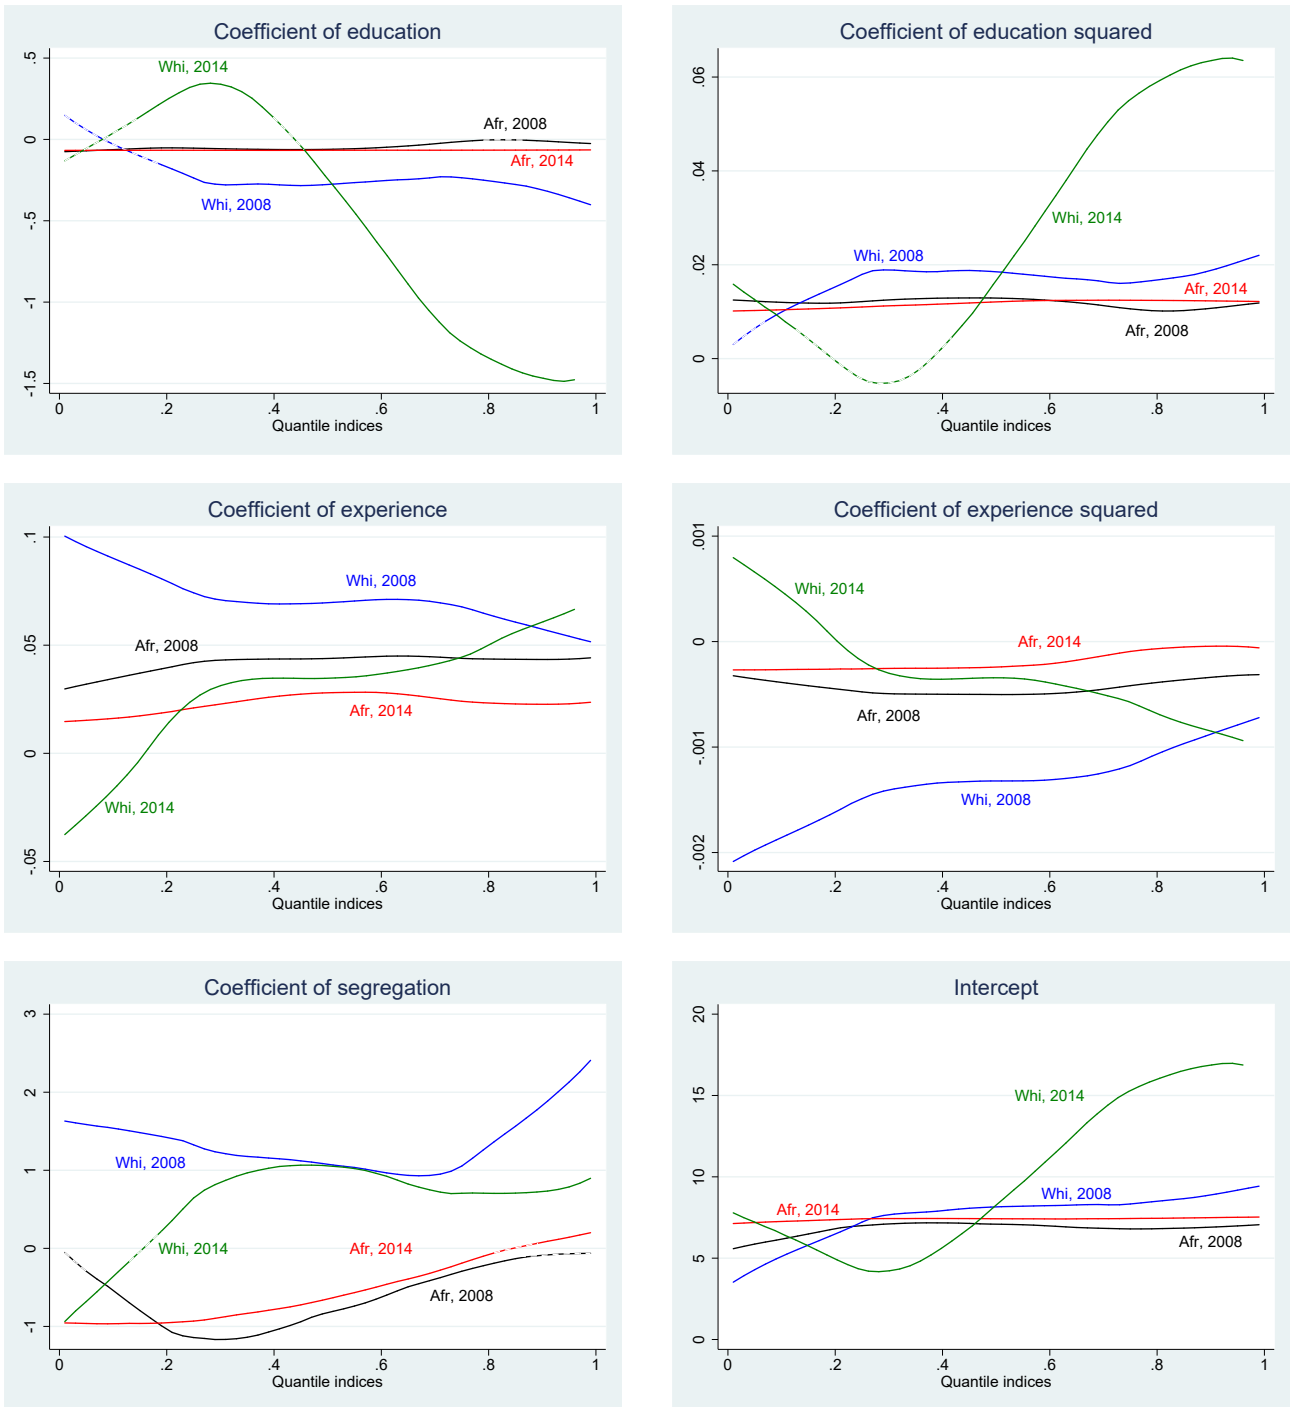 Coefficient of education
.5
0
-.5
-1
-1.5
Whi, 2014
Afr, 2008
Afr, 2014
Whi, 2008
0 .2 .4 .6 .8 1
Quantile indices
Coefficient of education squared
.06
.04
.02
0
Whi, 2014
Whi, 2008
Afr, 2014
Afr, 2008
0 .2 .4 .6 .8 1
Quantile indices
Coefficient of experience
.1
.05
0
-.05
Whi, 2008
Afr, 2008
Afr, 2014
Whi, 2014
0 .2 .4 .6 .8 1
Quantile indices
Coefficient of experience squared
.001
0
-.001
-.002
Whi, 2014
Afr, 2014
Afr, 2008
Whi, 2008
0 .2 .4 .6 .8 1
Quantile indices
Coefficient of segregation
3
2
1
0
-1
Whi, 2008
Whi, 2014
Afr, 2014
Afr, 2008
0 .2 .4 .6 .8 1
Quantile indices
Intercept
20
15
10
5
0
Whi, 2014
Whi, 2008
Afr, 2014
Afr, 2008
0 .2 .4 .6 .8 1
Quantile indices